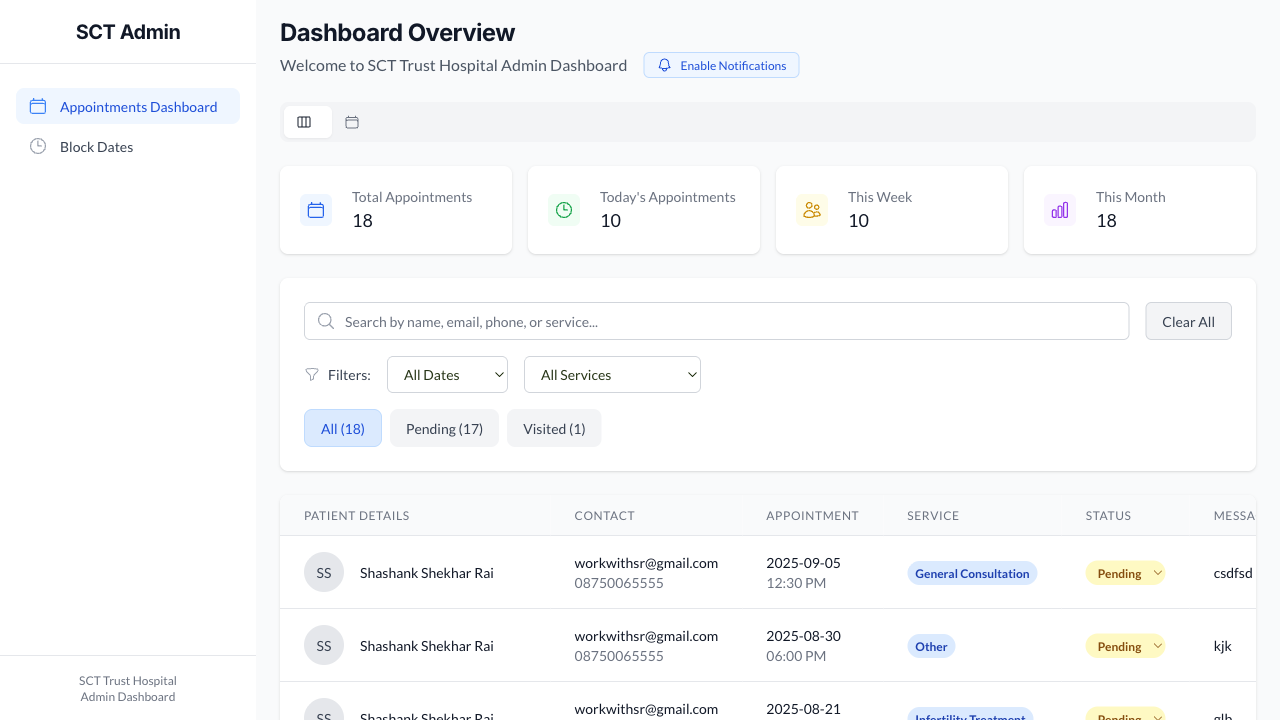 SCT Admin
Appointments Dashboard
Block Dates
SCT Trust Hospital
Admin Dashboard
Dashboard Overview
Welcome to SCT Trust Hospital Admin Dashboard
Enable Notifications
Total Appointments
18
Today's Appointments
10
This Week
10
This Month
18
Search by name, email, phone, or service...
Clear All
Filters:
All Dates
All Services
All (18)
Pending (17)
Visited (1)
PATIENT DETAILS CONTACT APPOINTMENT SERVICE STATUS MESSA
SS Shashank Shekhar Rai workwithsr@gmail.com 2025-09-05 General Consultation Pending csdfsd
08750065555 12:30 PM
SS Shashank Shekhar Rai workwithsr@gmail.com 2025-08-30 Other Pending kjk
08750065555 06:00 PM
SS Shashank Shekhar Rai workwithsr@gmail.com 2025-08-21 Infertility Treatment Pending